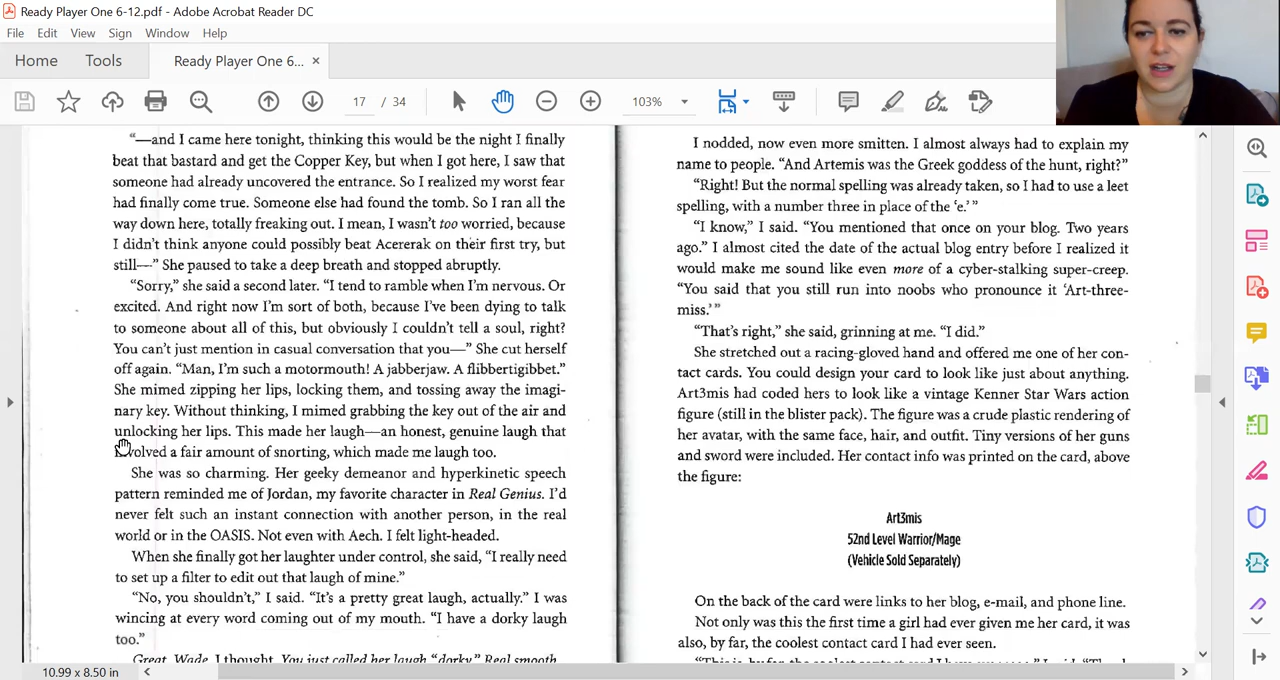 Ready Player One 6-12.pdf - Adobe Acrobat Reader DC
File Edit View Sign Window Help
Home Tools Ready Player One 6... ×
17 / 34 103%
“—and I came here tonight, thinking this would be the night I finally
beat that bastard and get the Copper Key, but when I got here, I saw that
someone had already uncovered the entrance. So I realized my worst fear
had finally come true. Someone else had found the tomb. So I ran all the
way down here, totally freaking out. I mean, I wasn’t too worried, because
I didn’t think anyone could possibly beat Acererak on their first try, but
still—” She paused to take a deep breath and stopped abruptly.
“Sorry,” she said a second later. “I tend to ramble when I’m nervous. Or
excited. And right now I’m sort of both, because I’ve been dying to talk
to someone about all of this, but obviously I couldn’t tell a soul, right?
You can’t just mention in casual conversation that you—” She cut herself
off again. “Man, I’m such a motormouth! A jabberjaw. A flibbertigibbet.”
She mimed zipping her lips, locking them, and tossing away the imagi-
nary key. Without thinking, I mimed grabbing the key out of the air and
unlocking her lips. This made her laugh—an honest, genuine laugh that
involved a fair amount of snorting, which made me laugh too.
She was so charming. Her geeky demeanor and hyperkinetic speech
pattern reminded me of Jordan, my favorite character in Real Genius. I’d
never felt such an instant connection with another person, in the real
world or in the OASIS. Not even with Aech. I felt light-headed.
When she finally got her laughter under control, she said, “I really need
to set up a filter to edit out that laugh of mine.”
“No, you shouldn’t,” I said. “It’s a pretty great laugh, actually.” I was
wincing at every word coming out of my mouth. “I have a dorky laugh
too.”
Great, Wade, I thought. You just called her laugh “dorky.” Real smooth.
I nodded, now even more smitten. I almost always had to explain my
name to people. “And Artemis was the Greek goddess of the hunt, right?”
“Right! But the normal spelling was already taken, so I had to use a leet
spelling, with a number three in place of the ‘e.’ ”
“I know,” I said. “You mentioned that once on your blog. Two years
ago.” I almost cited the date of the actual blog entry before I realized it
would make me sound like even more of a cyber-stalking super-creep.
“You said that you still run into noobs who pronounce it ‘Art-three-
miss.’ ”
“That’s right,” she said, grinning at me. “I did.”
She stretched out a racing-gloved hand and offered me one of her con-
tact cards. You could design your card to look like just about anything.
Art3mis had coded hers to look like a vintage Kenner Star Wars action
figure (still in the blister pack). The figure was a crude plastic rendering of
her avatar, with the same face, hair, and outfit. Tiny versions of her guns
and sword were included. Her contact info was printed on the card, above
the figure:
Art3mis
52nd Level Warrior/Mage
(Vehicle Sold Separately)
On the back of the card were links to her blog, e-mail, and phone line.
Not only was this the first time a girl had ever given me her card, it was
also, by far, the coolest contact card I had ever seen.
10.99 x 8.50 in